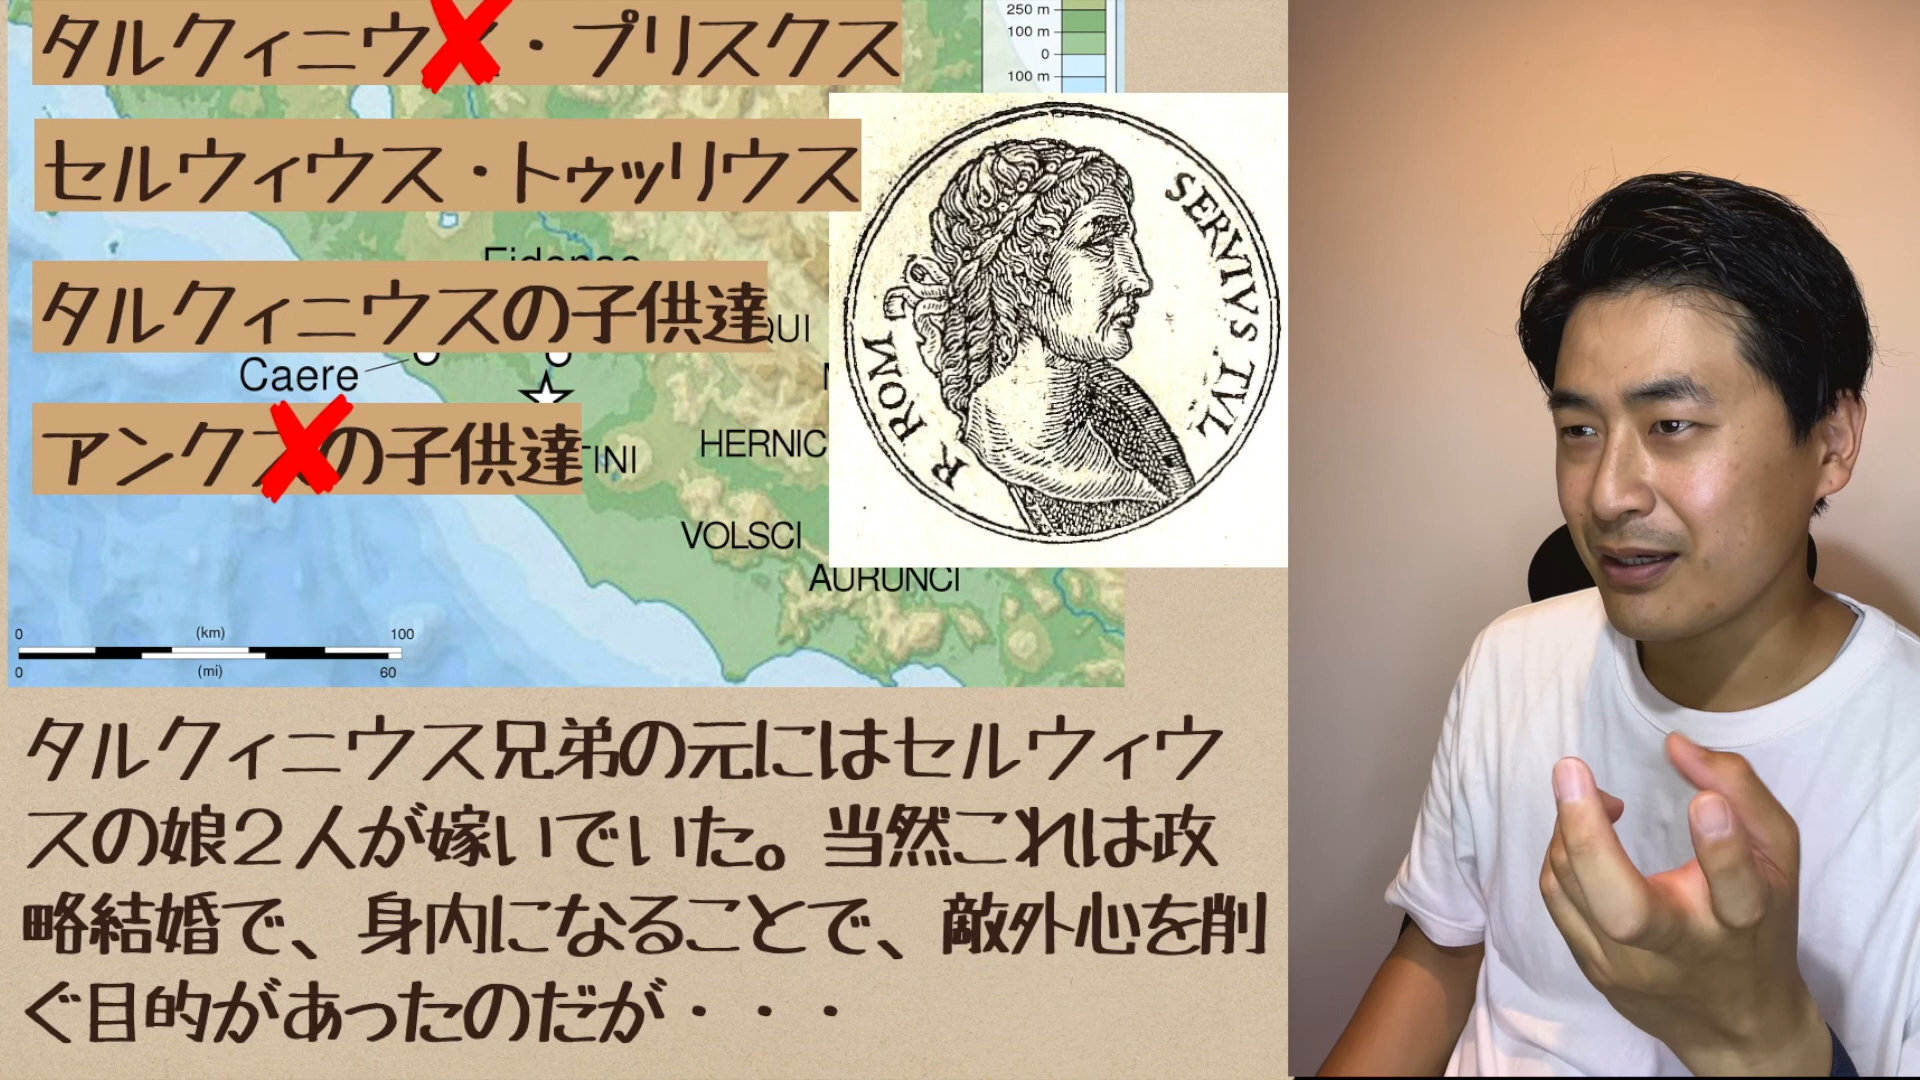 250 m
100 m
0
100 m
タルクィニウ・プリスクス
セルウィウス・トゥッリウス
タルクィニウスの子供達
QUI
Caere
アンクスの子供達
TINI
HERNIC
VOLSCI
AURUNCI
SERVIVS TVL
R ROM
0 (km) 100
0 (mi) 60
タルクィニウス兄弟の元にはセルウィウ
スの娘２人が嫁いでいた。当然これは政
略結婚で、身内になることで、敵外心を削
ぐ目的があったのだが・・・